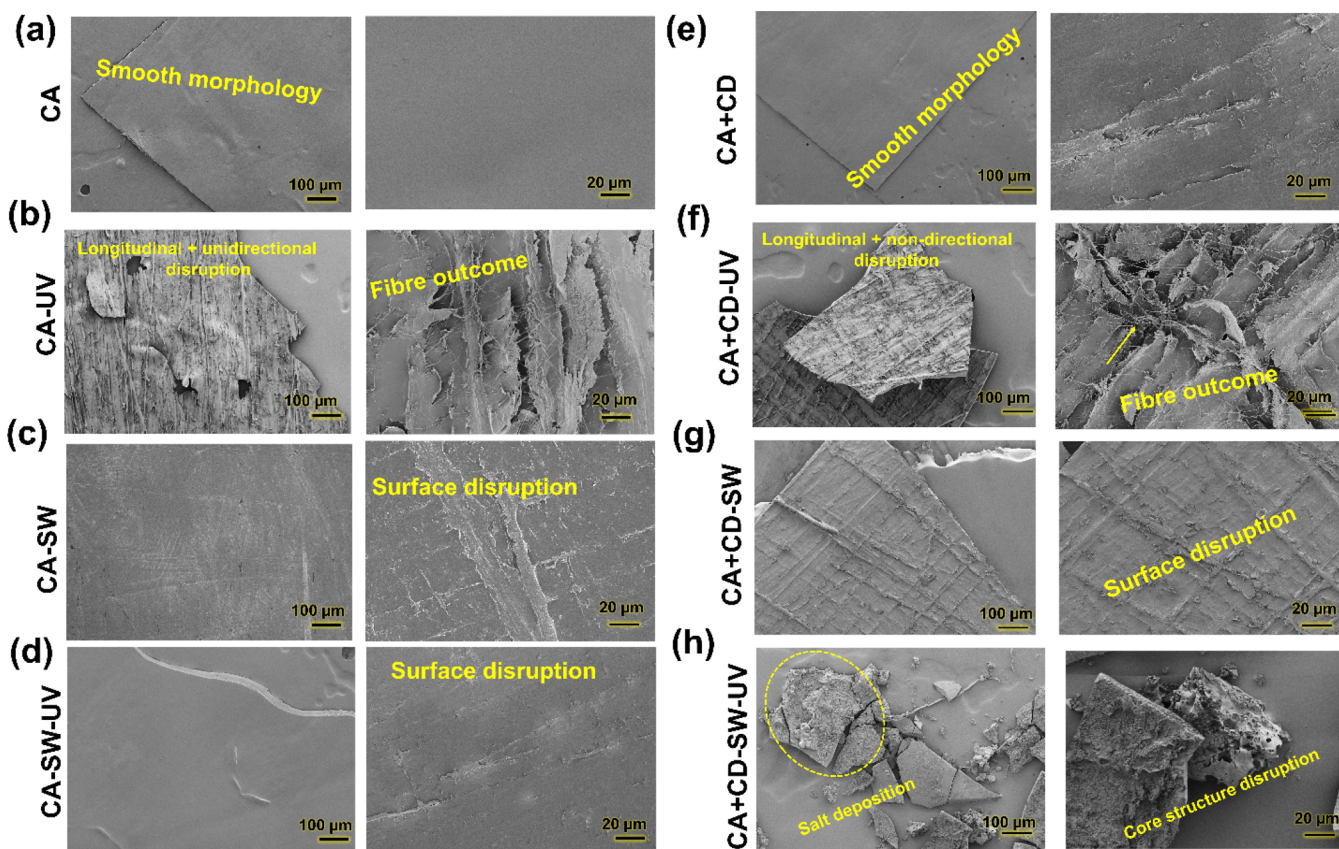 (a)
CA
Smooth morphology
100 µm
20 µm
(b)
CA-UV
Longitudinal + unidirectional
disruption
100 µm
Fibre outcome
20 µm
(c)
CA-SW
100 µm
Surface disruption
20 µm
(d)
CA-SW-UV
100 µm
Surface disruption
20 µm
(e)
CA+CD
Smooth morphology
100 µm
20 µm
(f)
CA+CD-UV
Longitudinal + non-directional
disruption
100 µm
Fibre outcome
20 µm
(g)
CA+CD-SW
100 µm
Surface disruption
20 µm
(h)
CA+CD-SW-UV
Salt deposition
100 µm
Core structure disruption
20 µm